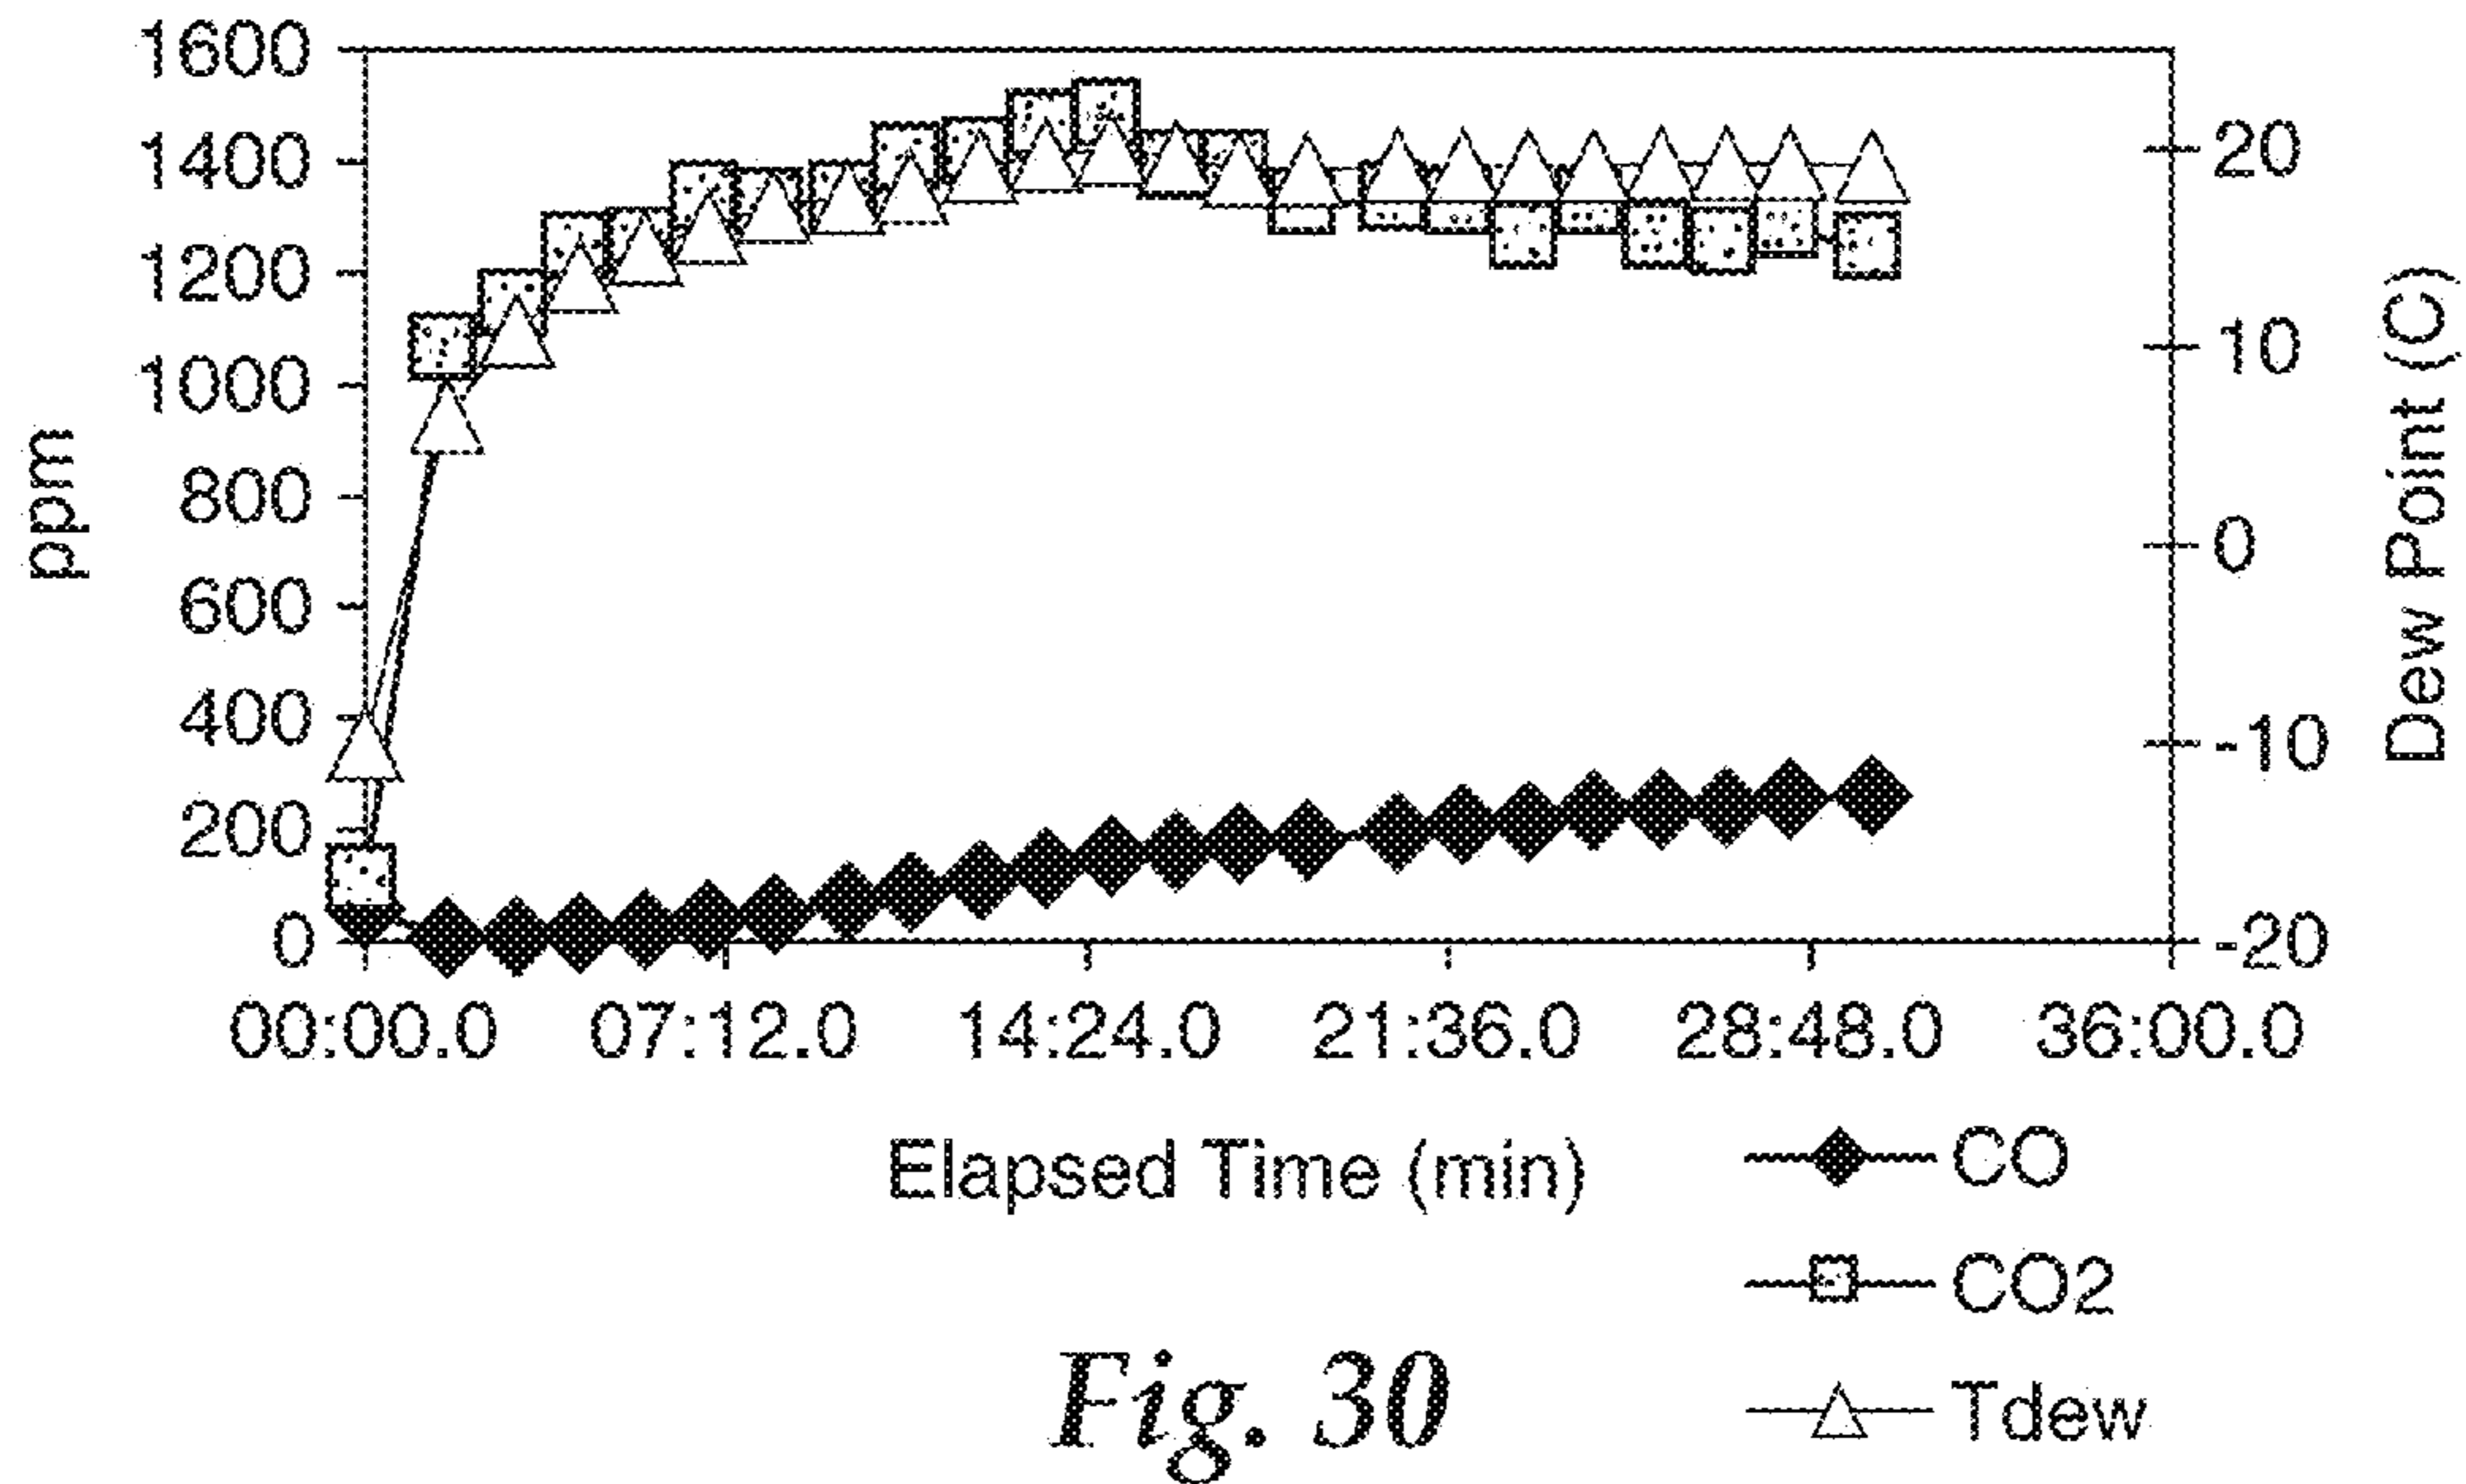 1600
1400
1200
1000
800
600
400
200
0
ppm
20
10
0
-10
-20
Dew Point (C)
00:00.0 07:12.0 14:24.0 21:36.0 28:48.0 36:00.0
Elapsed Time (min)
CO
CO2
Tdew
Fig. 30